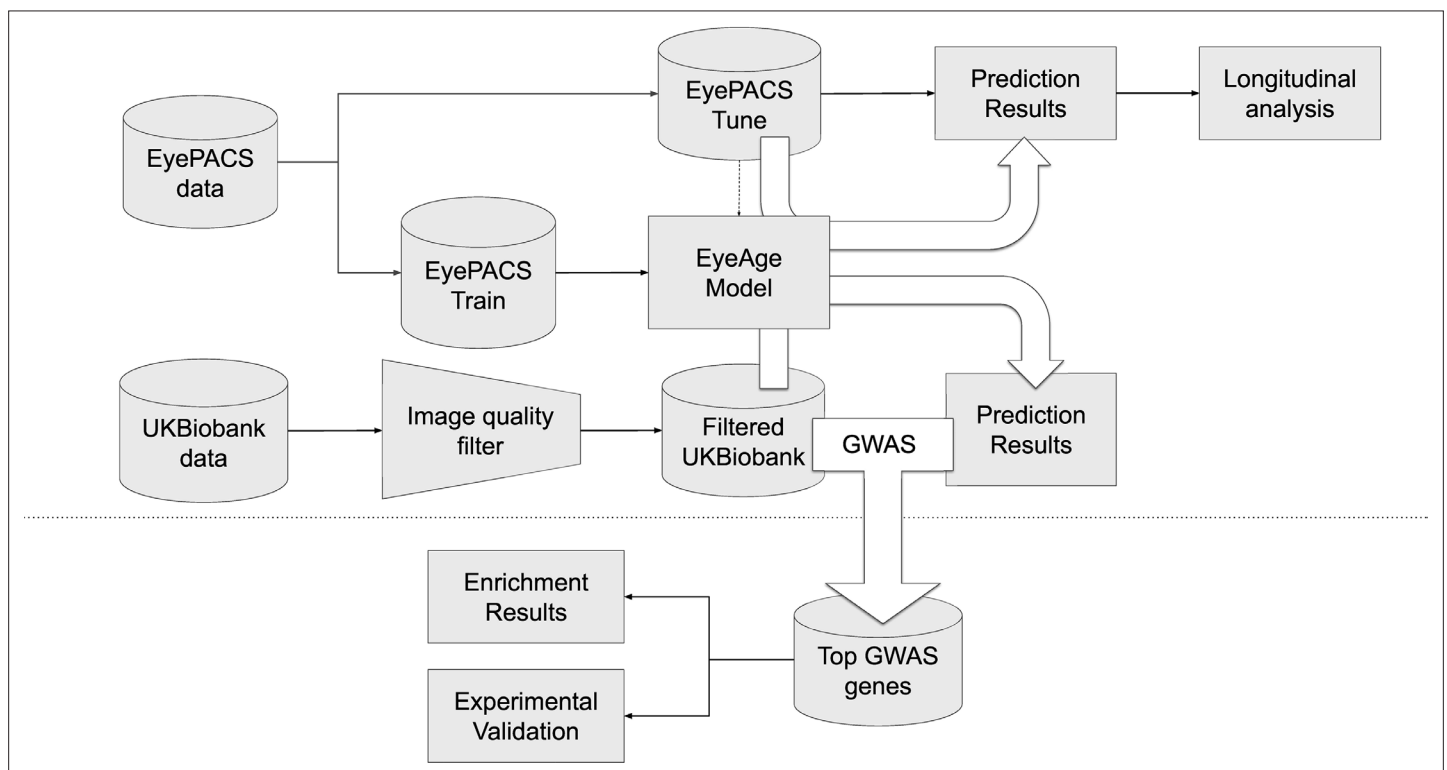 EyePACS
Tune
Prediction
Results
Longitudinal
analysis
EyePACS
data
EyePACS
Train
EyeAge
Model
UKBiobank
data
Image quality
filter
Filtered
UKBiobank
GWAS
Prediction
Results
Enrichment
Results
Top GWAS
genes
Experimental
Validation